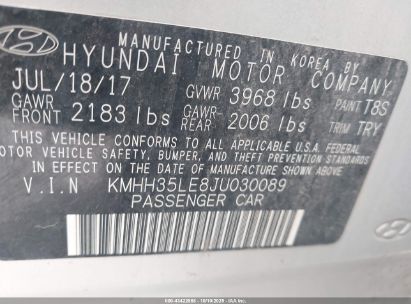 MANUFACTURED IN KOREA BY
HYUNDAI MOTOR COMPANY
JUL/18/17 GVWR 3968 lbs PAINT T8S
GAWR FRONT 2183 lbs GAWR REAR 2006 lbs TRIM TRY
THIS VEHICLE CONFORMS TO ALL APPLICABLE FEDERAL
MOTOR VEHICLE SAFETY, BUMPER, AND THEFT PREVENTION STANDARDS
IN EFFECT ON THE DATE OF MANUFACTURE SHOWN ABOVE
V.I.N KMHH35LE8JU030089
PASSENGER CAR